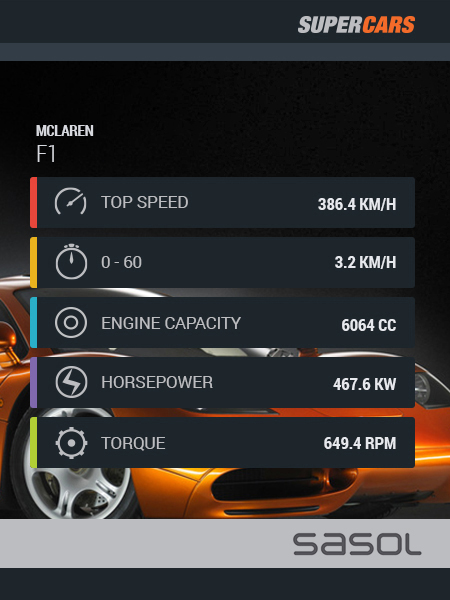 SUPERCARS
MCLAREN
F1
TOP SPEED 386.4 KM/H
0 - 60 3.2 KM/H
ENGINE CAPACITY 6064 CC
HORSEPOWER 467.6 KW
TORQUE 649.4 RPM
sasol